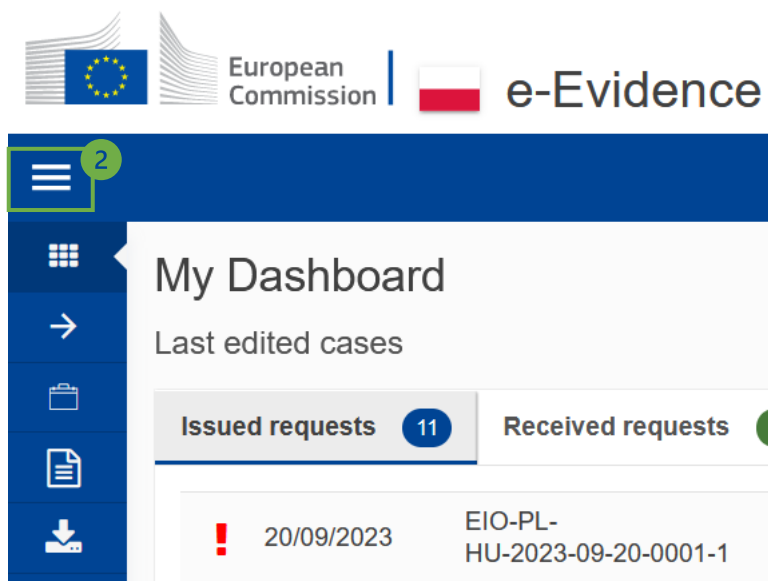 European
Commission
e-Evidence
2
My Dashboard
Last edited cases
Issued requests 11 Received requests
20/09/2023 EIO-PL-
HU-2023-09-20-0001-1